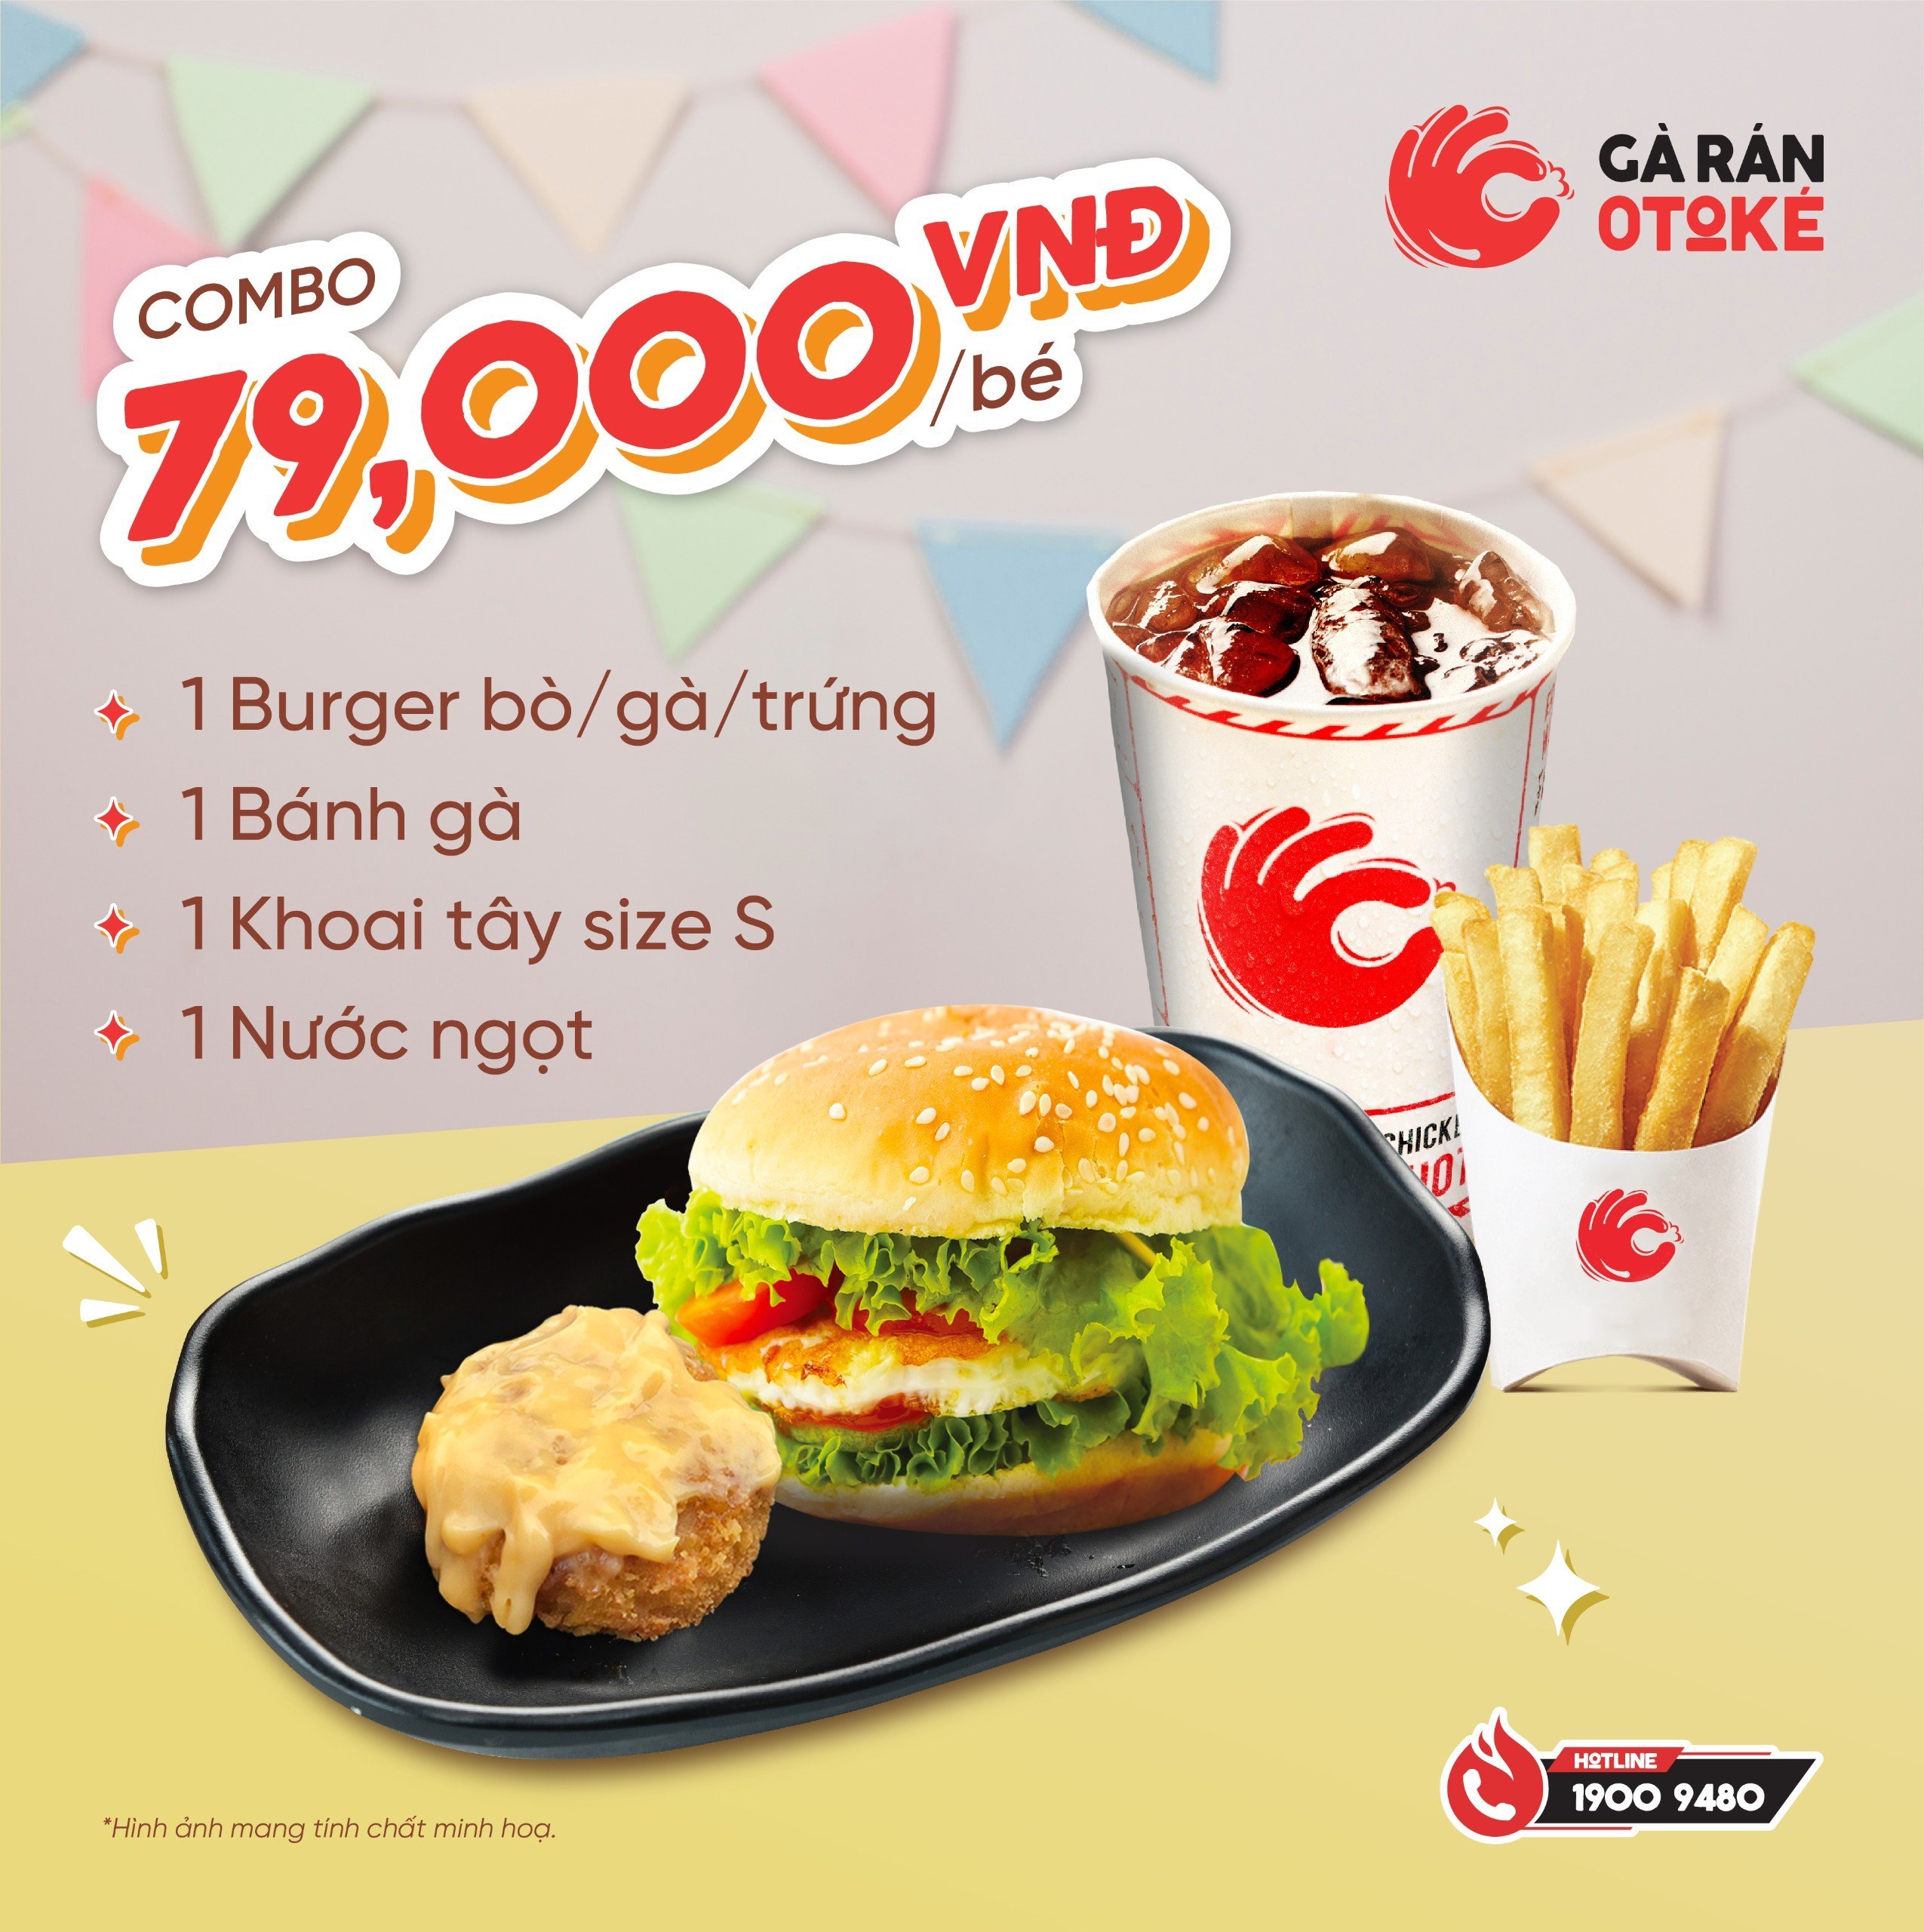 GÀ RÁN
OTOKÉ
COMBO
79,000 VNĐ
/bé
1 Burger bò/gà/trứng
1 Bánh gà
1 Khoai tây size S
1 Nước ngọt
*Hình ảnh mang tính chất minh hoạ.
HOTLINE
1900 9480